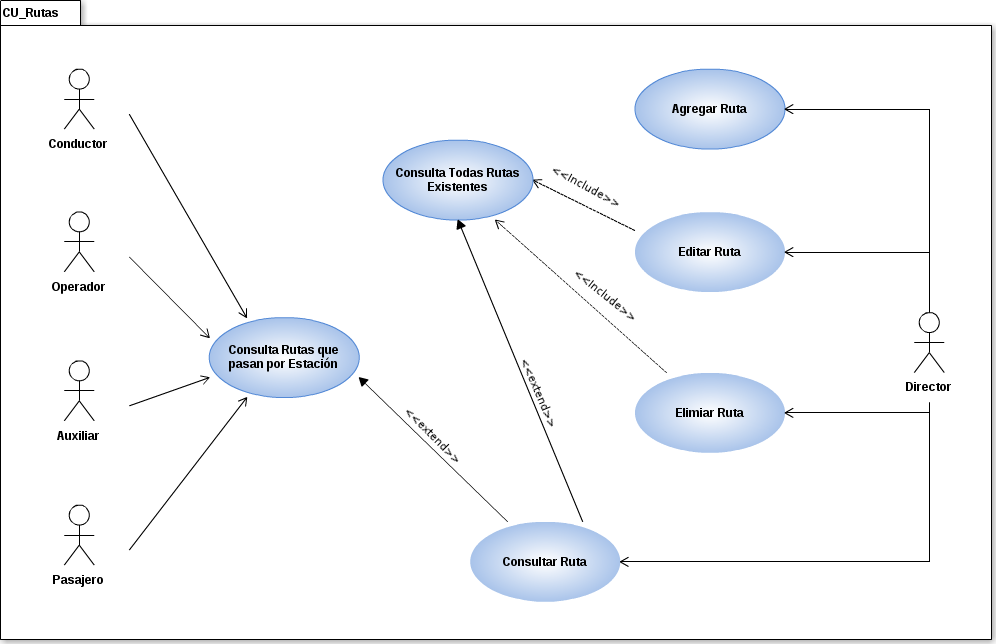 CU_Rutas
Conductor
Operador
Auxiliar
Pasajero
Consulta Rutas que
pasan por Estación
Consulta Todas Rutas
Existentes
<<Include>>
<<Include>>
<<extend>>
<<extend>>
Agregar Ruta
Editar Ruta
Elimiar Ruta
Consultar Ruta
Director